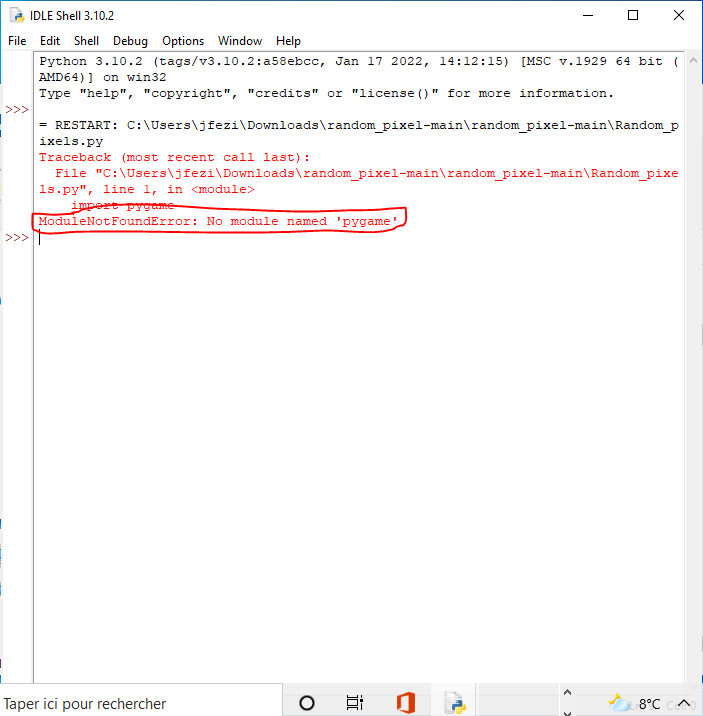 IDLE Shell 3.10.2
File Edit Shell Debug Options Window Help
Python 3.10.2 (tags/v3.10.2:a58ebcc, Jan 17 2022, 14:12:15) [MSC v.1929 64 bit (
AMD64)] on win32
Type "help", "copyright", "credits" or "license()" for more information.
>>>
= RESTART: C:\Users\jfezi\Downloads\random_pixel-main\random_pixel-main\Random_p
ixels.py
Traceback (most recent call last):
  File "C:\Users\jfezi\Downloads\random_pixel-main\random_pixel-main\Random_pixe
ls.py", line 1, in <module>
    import pygame
ModuleNotFoundError: No module named 'pygame'
>>>
Taper ici pour rechercher
8°C